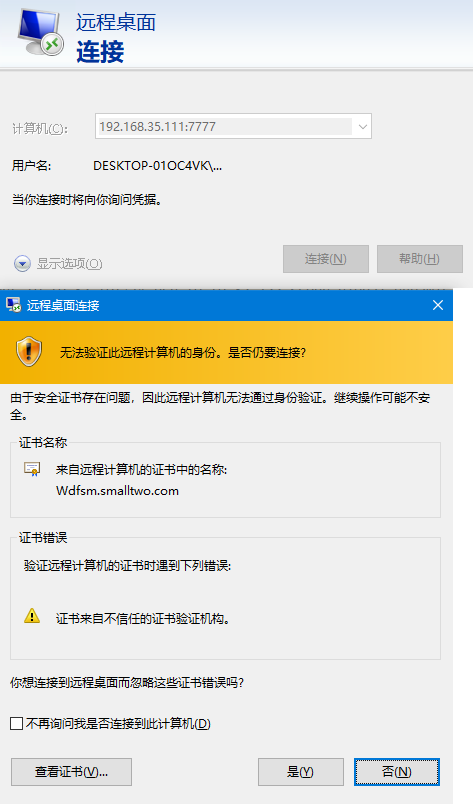 远程桌面
连接
计算机(C):
192.168.35.111:7777
用户名:
DESKTOP-01OC4VK\...
当你连接时将向你询问凭据。
显示选项(O)
连接(N)
帮助(H)
远程桌面连接
无法验证此远程计算机的身份。是否仍要连接?
由于安全证书存在问题，因此远程计算机无法通过身份验证。继续操作可能不安
全。
证书名称
来自远程计算机的证书中的名称:
Wdfsm.smalltwo.com
证书错误
验证远程计算机的证书时遇到下列错误:
证书来自不信任的证书验证机构。
你想连接到远程桌面而忽略这些证书错误吗?
不再询问我是否连接到此计算机(D)
查看证书(V)...
是(Y)
否(N)